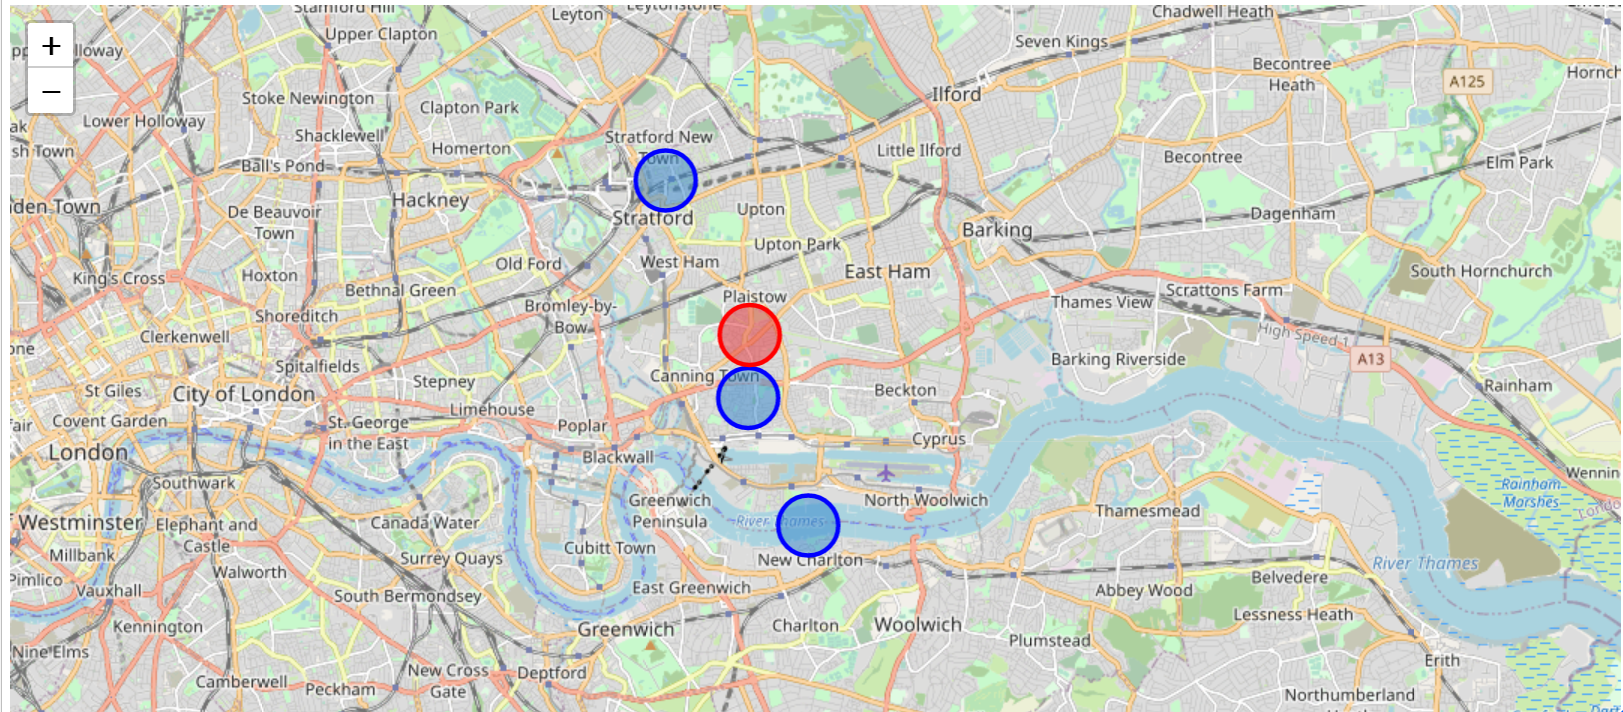 +
−
Stamford Hill
Leyton
Leytonstone
Chadwell Heath
Upper Clapton
Seven Kings
Becontree
Heath
A125
Hornch
Stoke Newington
Clapton Park
Ilford
Lower Holloway
Shacklewell
Stratford New
Town
Homerton
Little Ilford
Becontree
Elm Park
sh Town
Ball's Pond
Hackney
Stratford
Upton
Dagenham
den Town
De Beauvoir
Town
Barking
Upton Park
King's Cross
Hoxton
Old Ford
West Ham
East Ham
South Hornchurch
Bethnal Green
Plaistow
Thames View
Scrattons Farm
Shoreditch
Bromley-by-
Bow
High Speed 1
Clerkenwell
Barking Riverside
A13
Spitalfields
Canning Town
Beckton
Rainham
St Giles
City of London
Stepney
Limehouse
Covent Garden
St. George
in the East
Poplar
Cyprus
London
Blackwall
Wennin
Southwark
Greenwich
Peninsula
North Woolwich
Rainham
Marshes
Thamesmead
Westminster
Elephant and
Castle
Canada Water
River Thames
Millbank
Surrey Quays
Cubitt Town
New Charlton
River Thames
Pimlico
Walworth
East Greenwich
Abbey Wood
Belvedere
Vauxhall
South Bermondsey
Lessness Heath
Kennington
Greenwich
Charlton
Woolwich
Plumstead
Nine Elms
New Cross
Gate
Deptford
Erith
Camberwell
Peckham
Northumberland